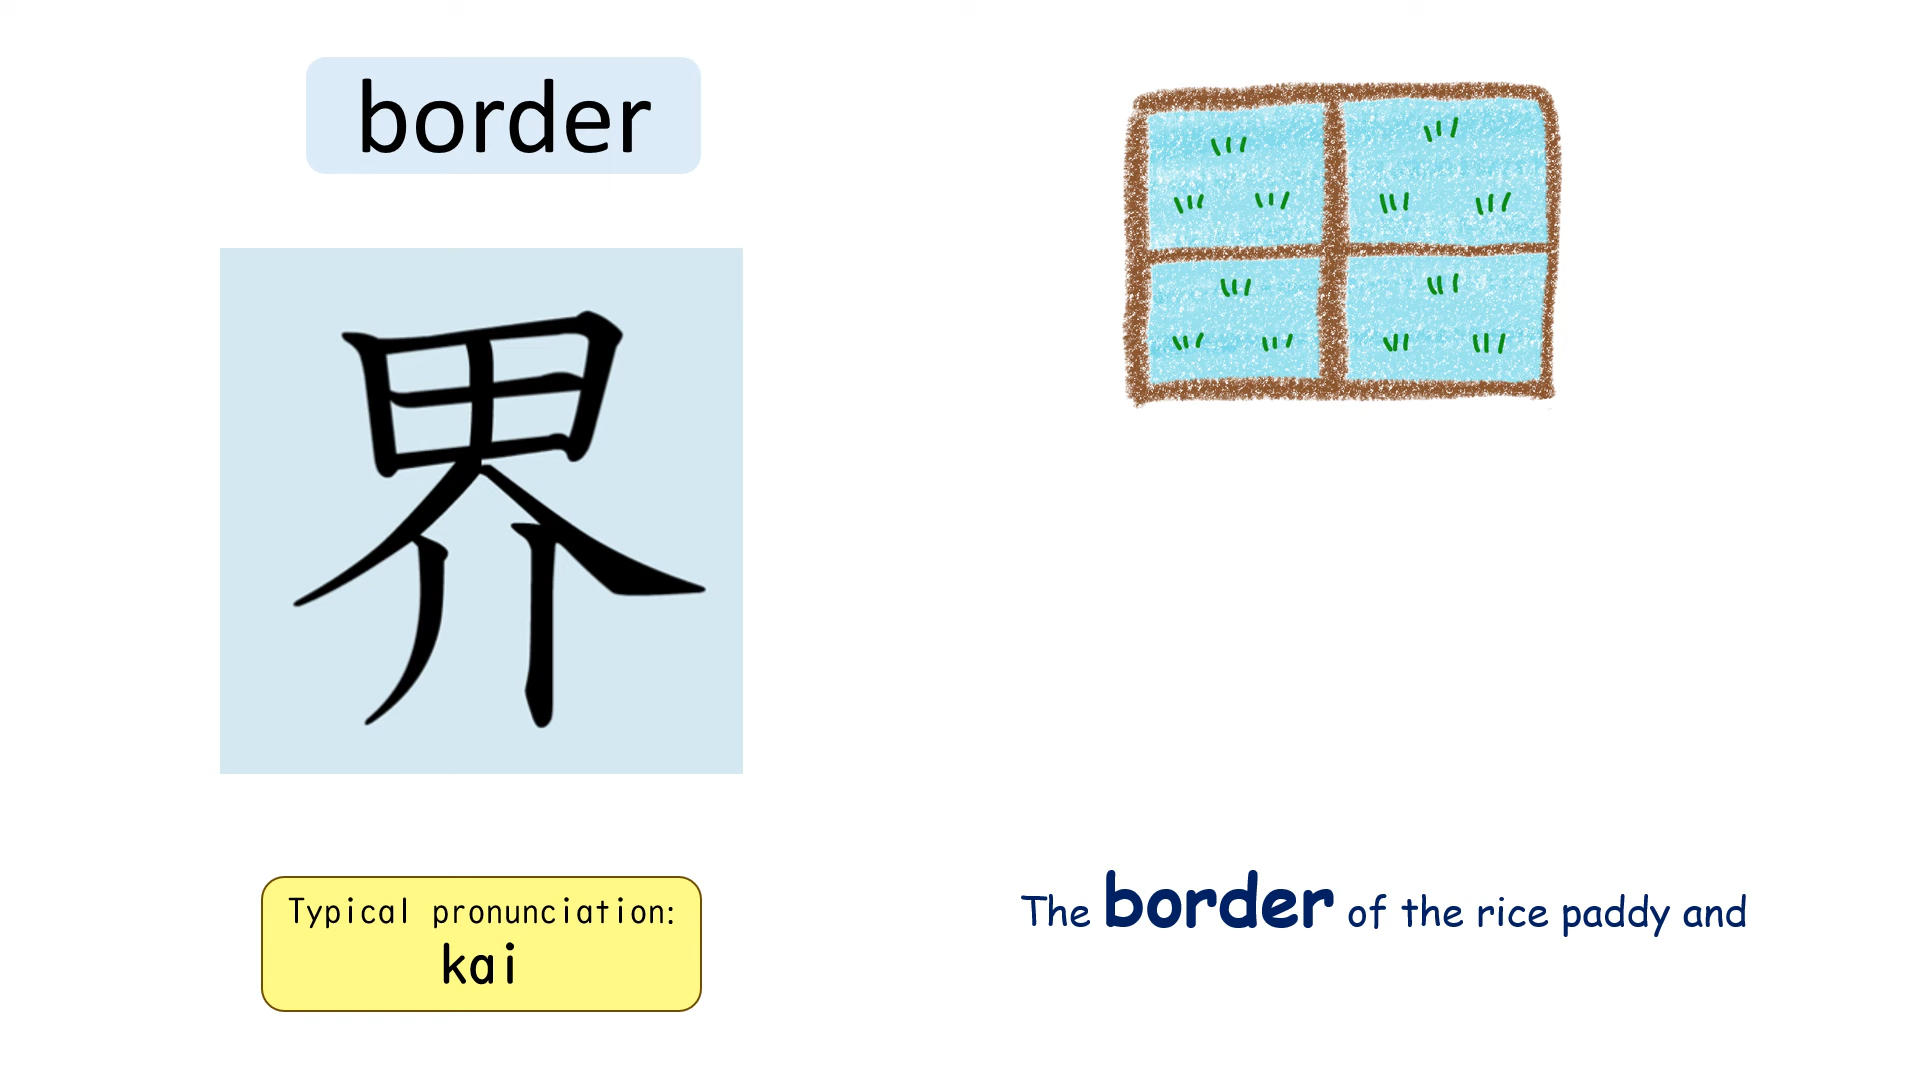 border
界
Typical pronunciation:
kai
The border of the rice paddy and